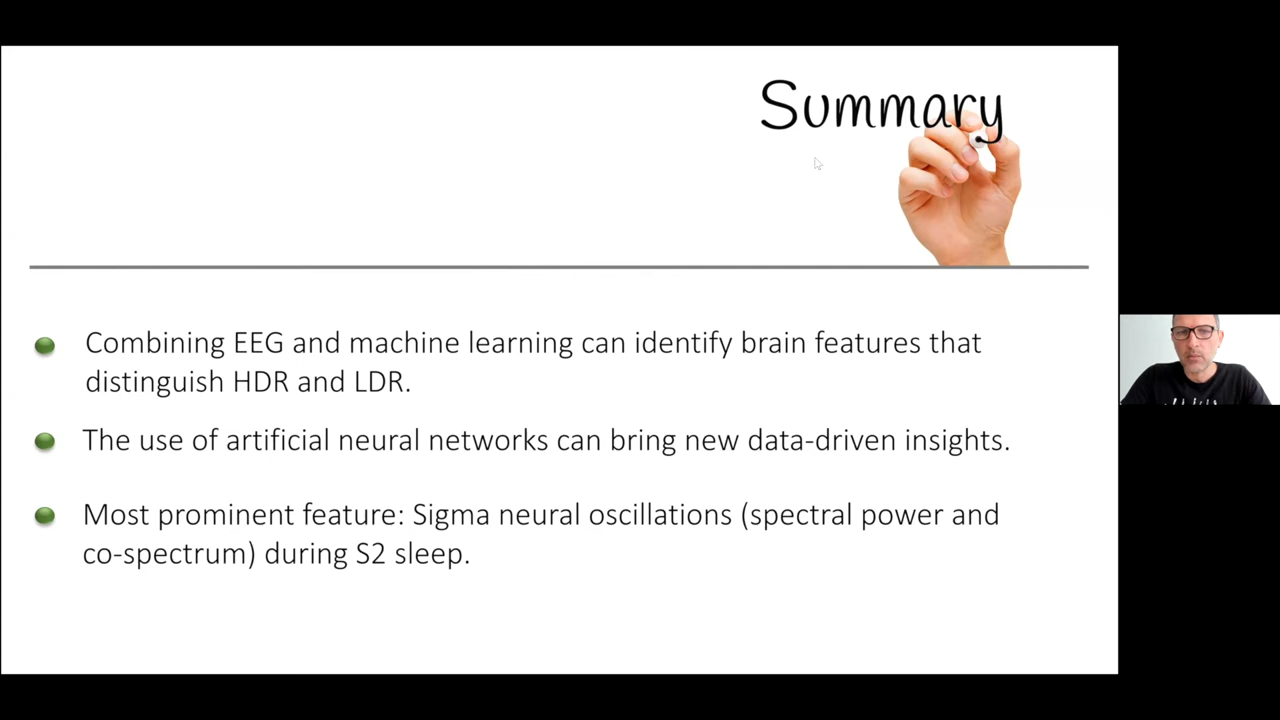 Summary
Combining EEG and machine learning can identify brain features that
distinguish HDR and LDR.
The use of artificial neural networks can bring new data-driven insights.
Most prominent feature: Sigma neural oscillations (spectral power and
co-spectrum) during S2 sleep.